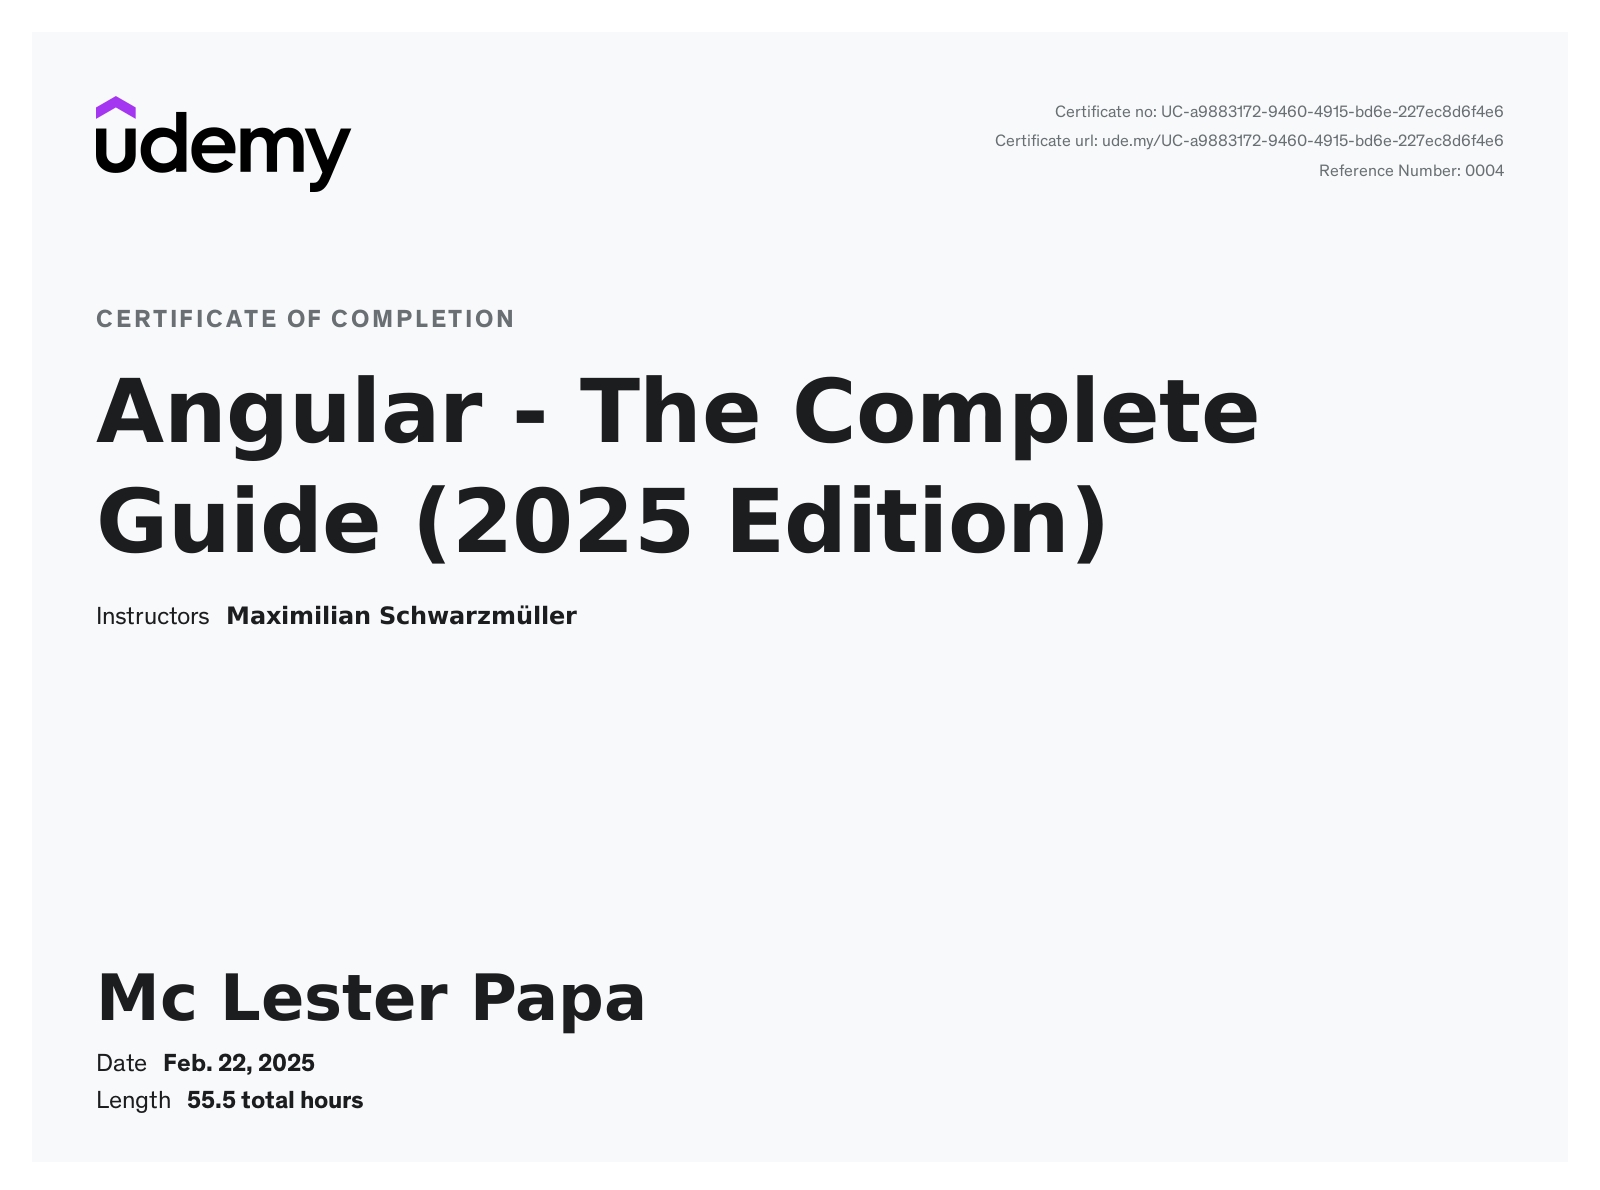 udemy
Certificate no: UC-a9883172-9460-4915-bd6e-227ec8d6f4e6
Certificate url: ude.my/UC-a9883172-9460-4915-bd6e-227ec8d6f4e6
Reference Number: 0004
CERTIFICATE OF COMPLETION
Angular - The Complete
Guide (2025 Edition)
Instructors Maximilian Schwarzmüller
Mc Lester Papa
Date Feb. 22, 2025
Length 55.5 total hours